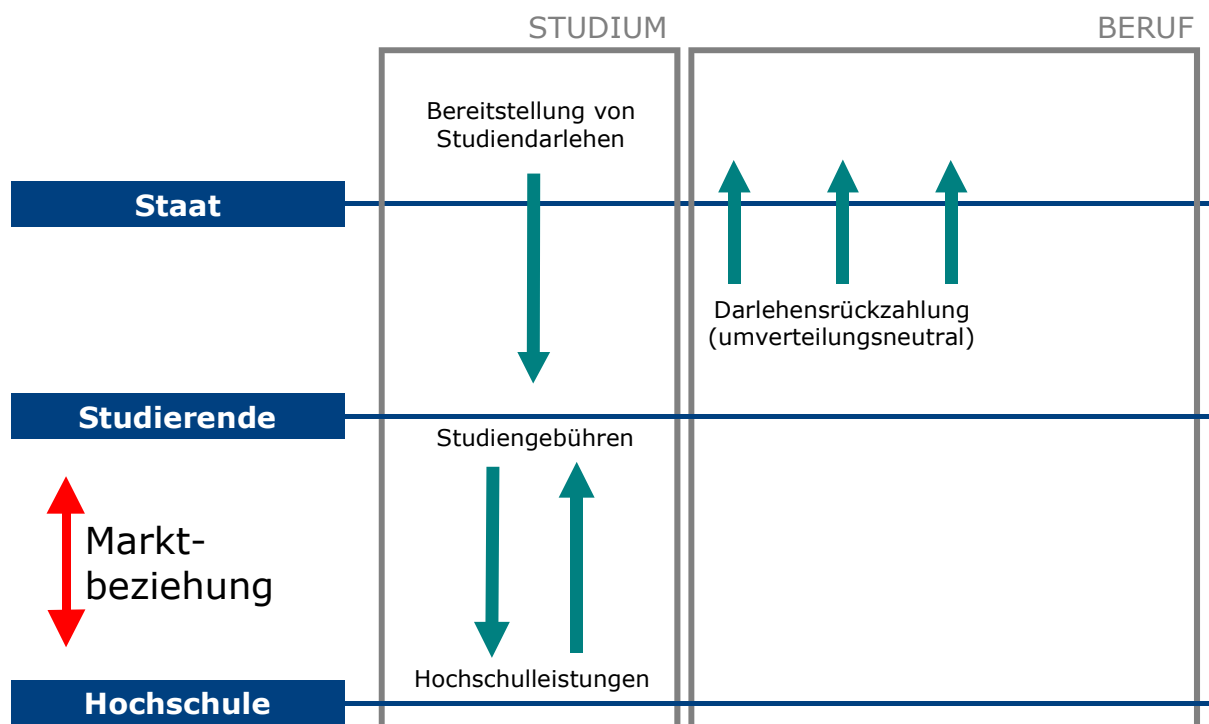 STUDIUM
BERUF
Bereitstellung von
Studiendarlehen
Staat
Darlehensrückzahlung
(umverteilungsneutral)
Studierende
Studiengebühren
Markt-
beziehung
Hochschulleistungen
Hochschule